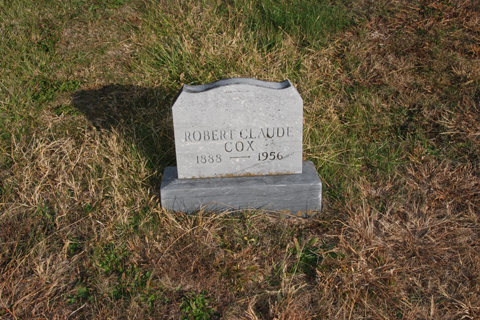 ROBERT CLAUDE
COX
1888 — 1956